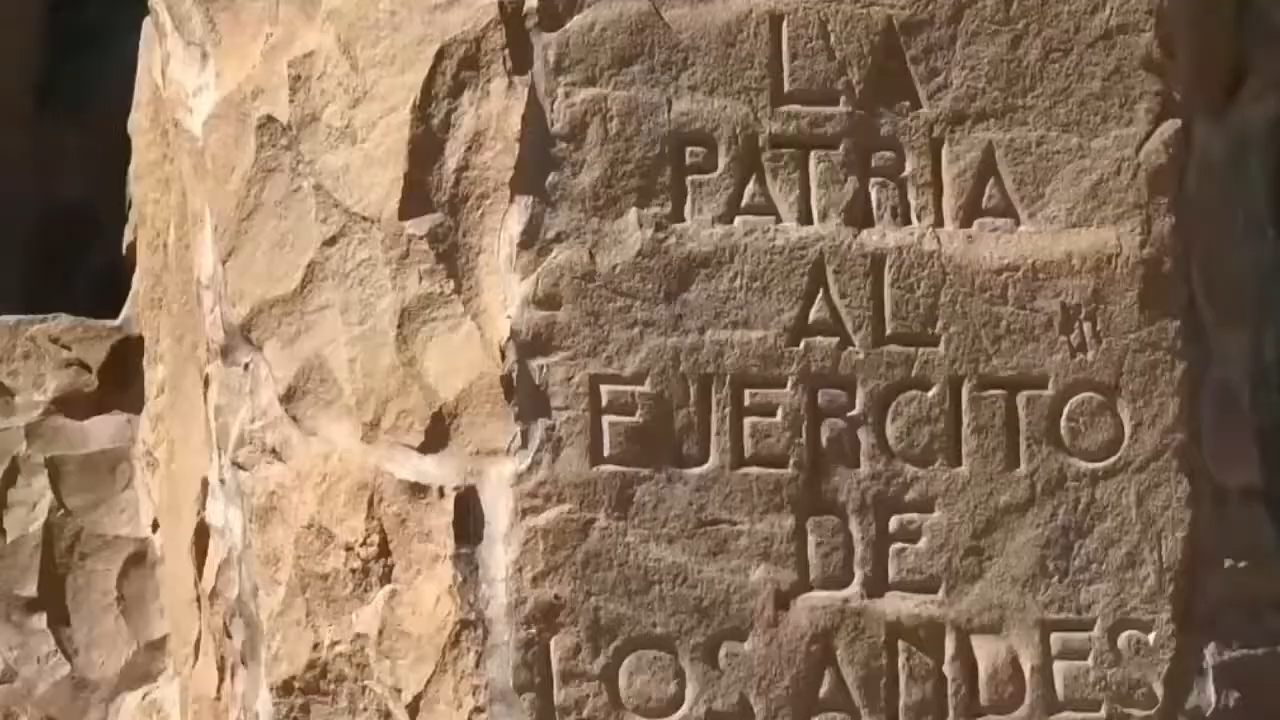 LA
PATRIA
AL
EJERCITO
DE
LOS ANDES